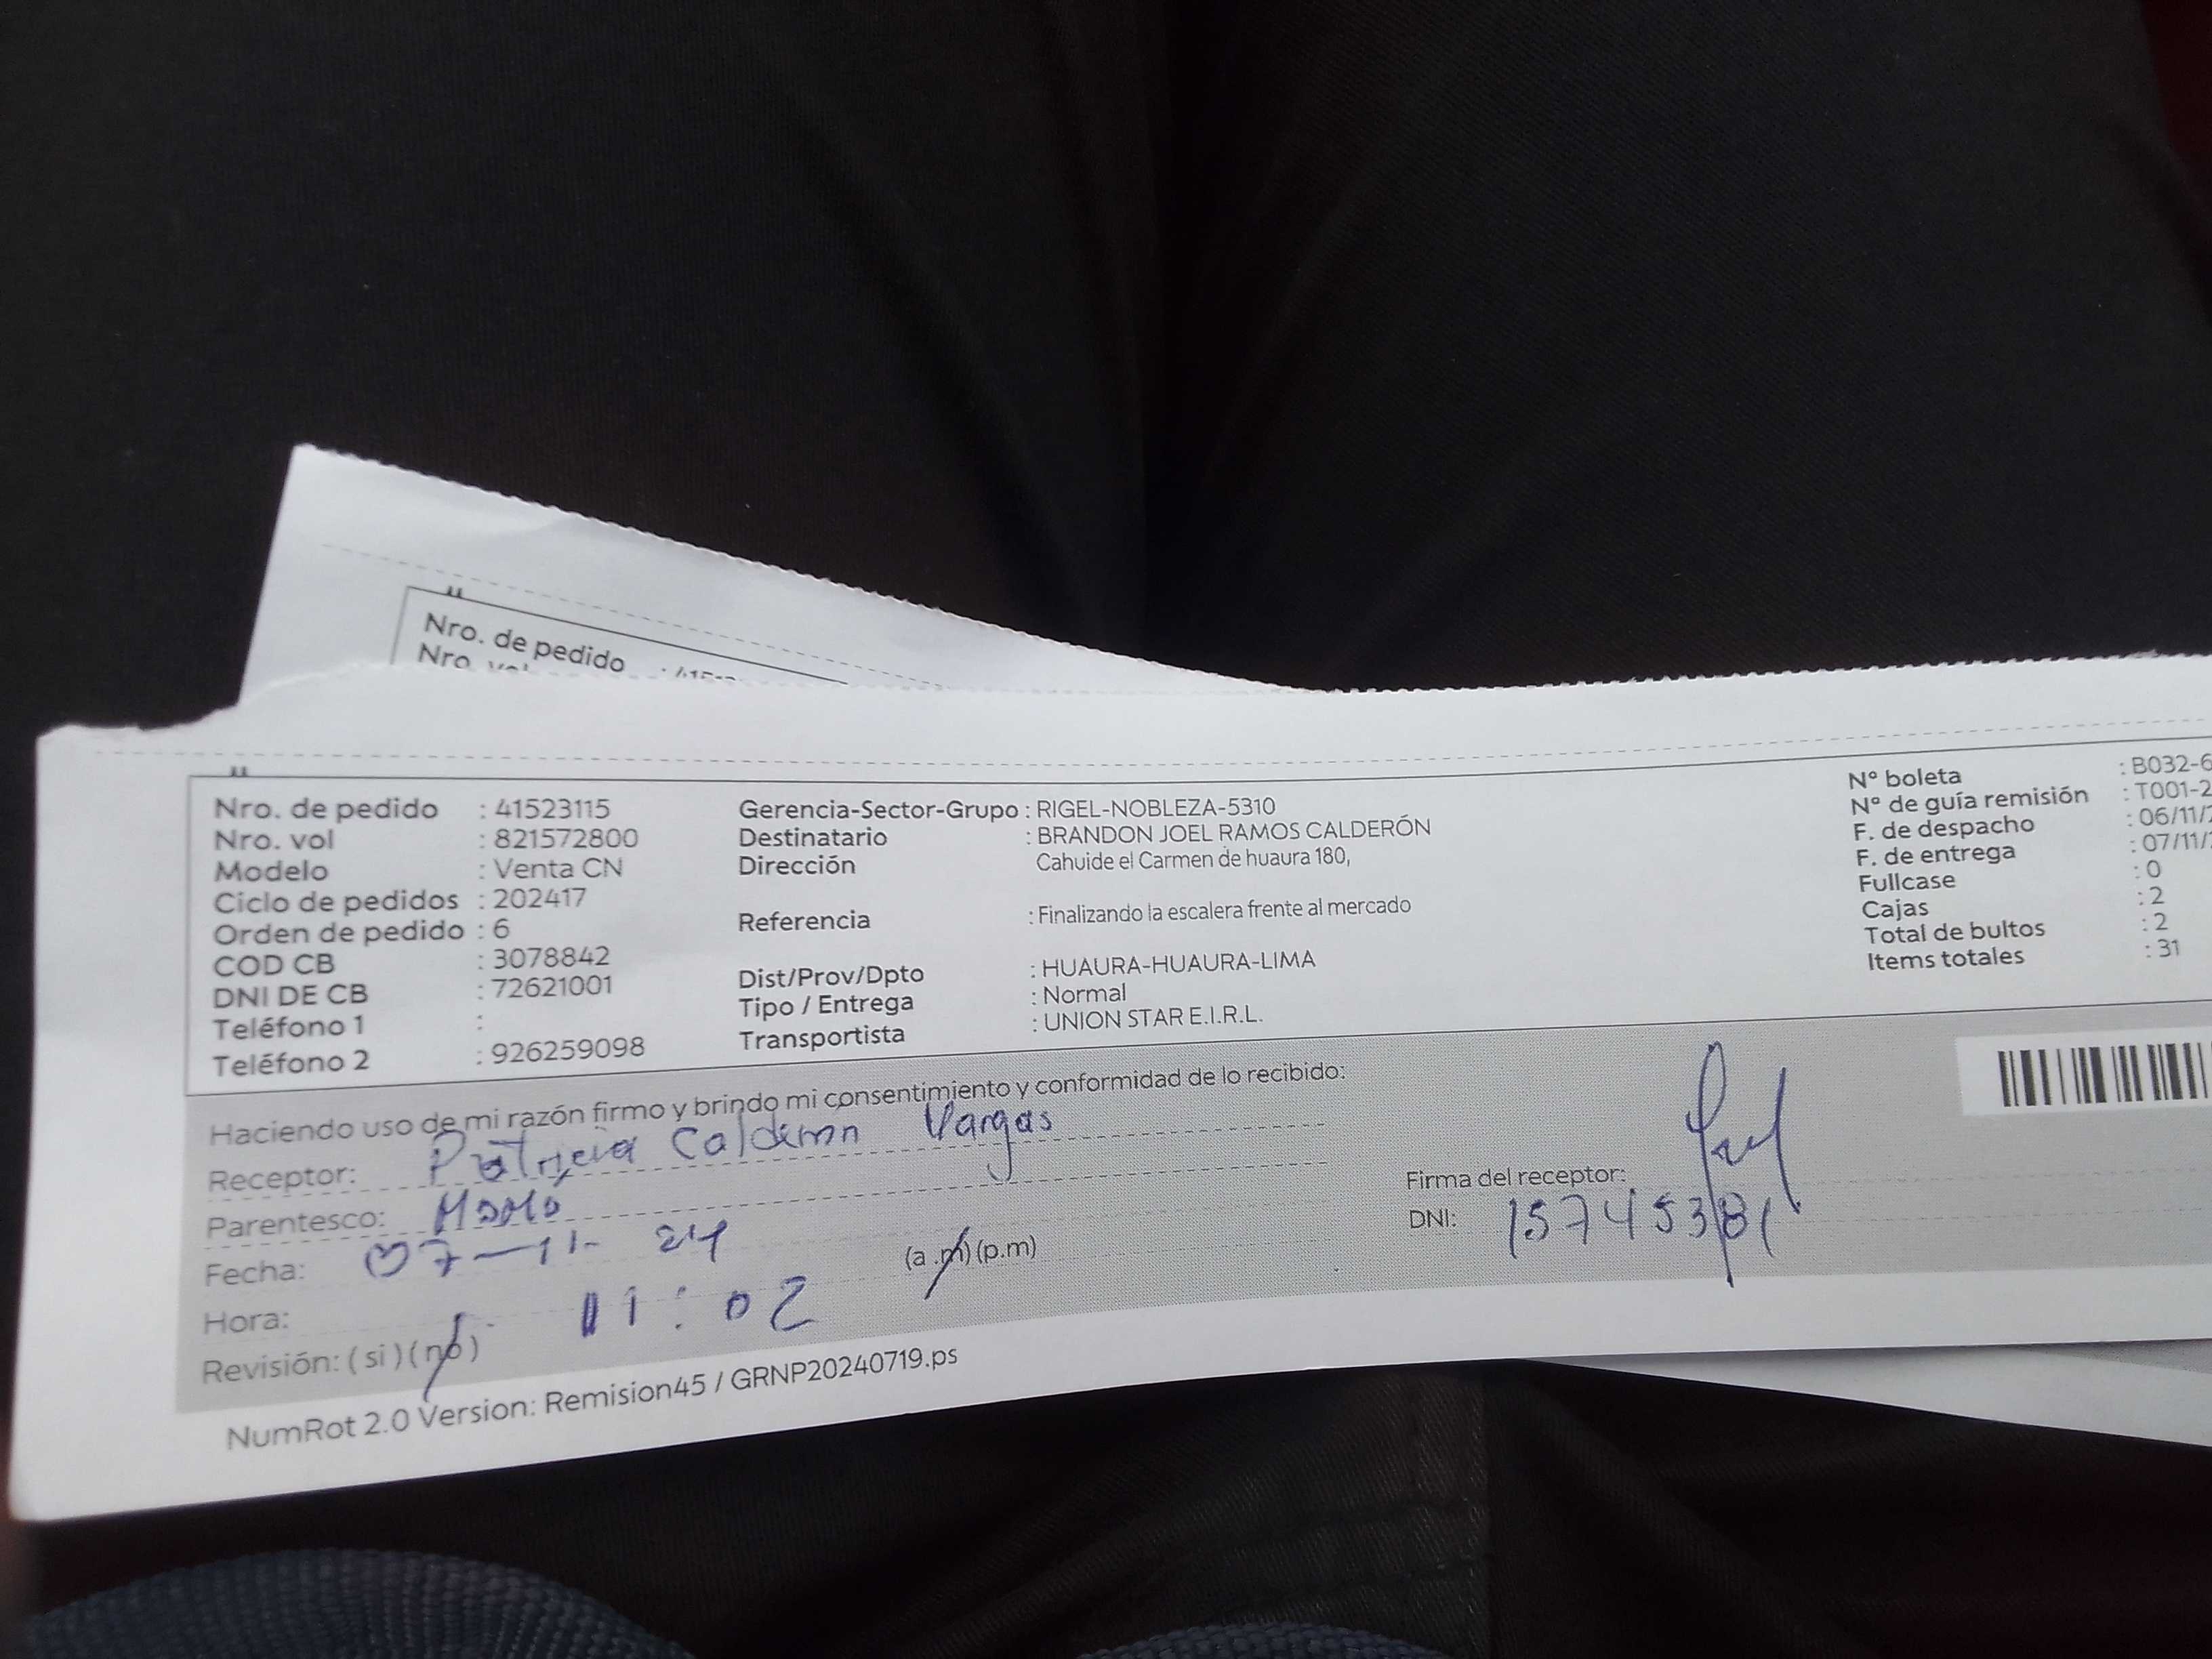 Nro. de pedido
Nro. de pedido : 41523115
Nro. vol : 821572800
Modelo : Venta CN
Ciclo de pedidos : 202417
Orden de pedido : 6
COD CB : 3078842
DNI DE CB : 72621001
Teléfono 1 :
Teléfono 2 : 926259098
Gerencia-Sector-Grupo : RIGEL-NOBLEZA-5310
Destinatario : BRANDON JOEL RAMOS CALDERÓN
Dirección Cahuide el Carmen de huaura 180,
Referencia : Finalizando la escalera frente al mercado
Dist/Prov/Dpto : HUAURA-HUAURA-LIMA
Tipo / Entrega : Normal
Transportista : UNION STAR E.I.R.L.
N° boleta : B032-6
N° de guía remisión : T001-2
F. de despacho : 06/11/
F. de entrega : 07/11/
Fullcase : 0
Cajas : 2
Total de bultos : 2
Items totales : 31
Haciendo uso de mi razón firmo y brindo mi consentimiento y conformidad de lo recibido:
Receptor: Patricia Calderon Vargas
Parentesco:
Fecha: 07-11-24
Hora: 11:02 (a.m) (p.m)
Revisión: (si) (no)
Firma del receptor:
DNI: 15745381
NumRot 2.0 Version: Remision45 / GRNP20240719.ps